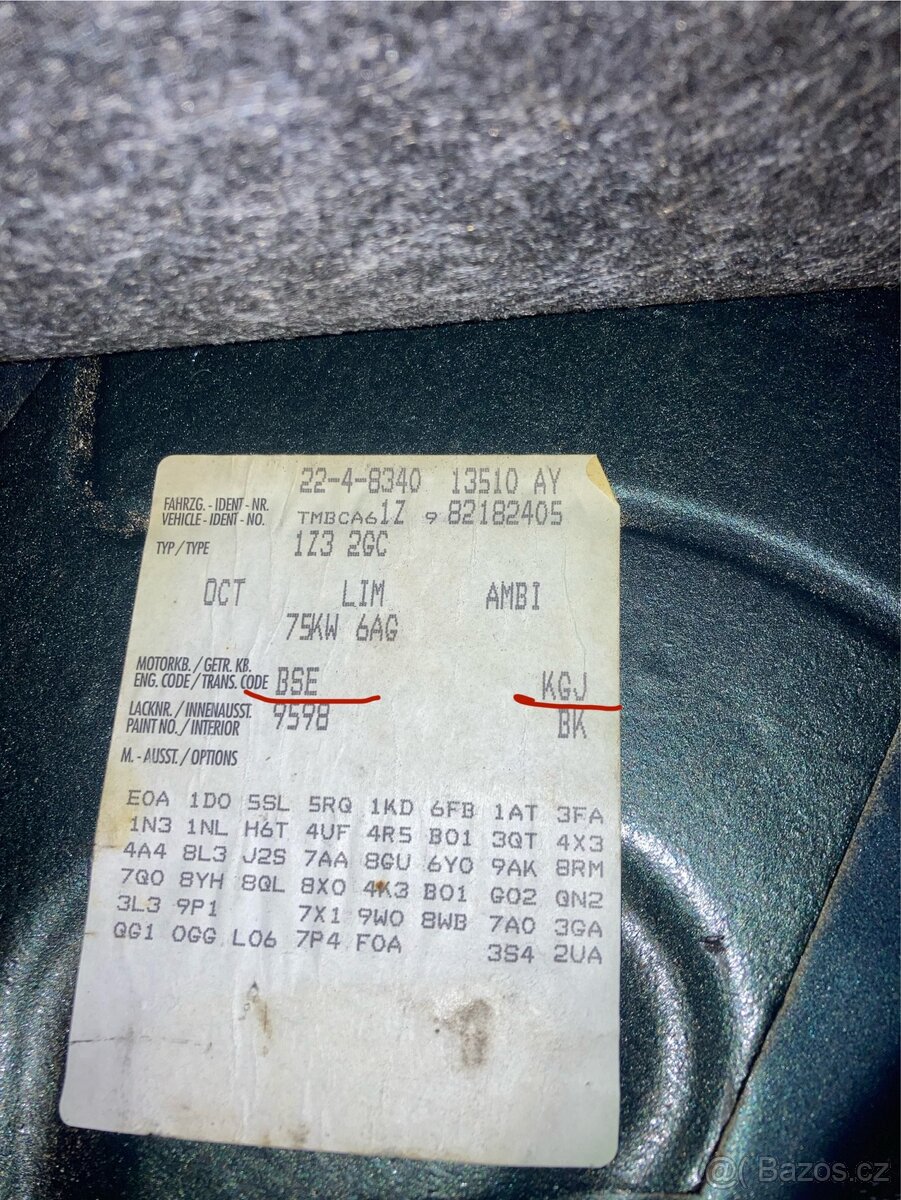 22-4-8340 13510 AY
FAHRZG. - IDENT - NR.
VEHICLE - IDENT - NO. TMBCA61Z 9 82182405
TYP / TYPE 1Z3 2GC
OCT LIM AMBI
75KW 6AG
MOTORKB. / GETR. KB.
ENG. CODE / TRANS. CODE BSE KGJ
LACKNR. / INNENAUSST.
PAINT NO. / INTERIOR 9598 BK
M. - AUSST. / OPTIONS
E0A 1D0 5SL 5RQ 1KD 6FB 1AT 3FA
1N3 1NL H6T 4UF 4R5 B01 3QT 4X3
4A4 8L3 J2S 7AA 8GU 6Y0 9AK 8RM
7Q0 8YH 8QL 8X0 4K3 B01 G02 QN2
3L3 9P1 7X1 9W0 8WB 7A0 3GA
QG1 0GG L06 7P4 F0A 3S4 2UA
Bazos.cz